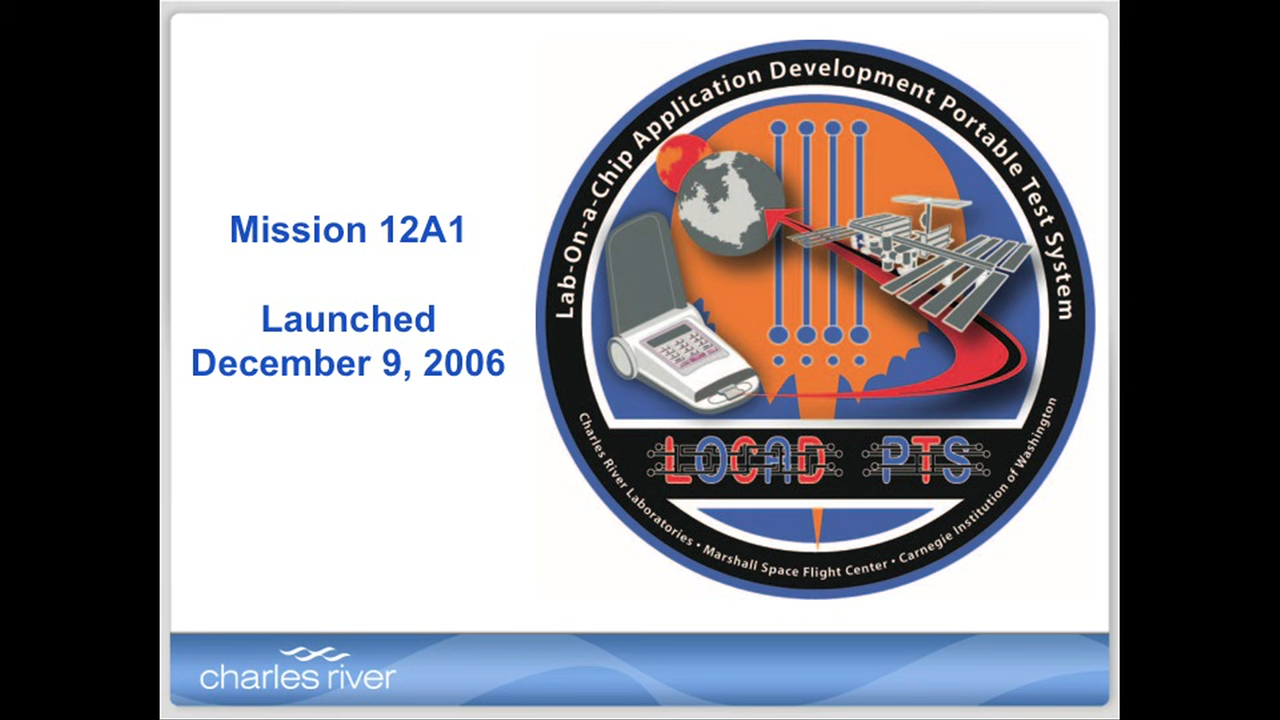 Mission 12A1
Launched
December 9, 2006
Lab-On-a-Chip Application Development Portable Test System
LOCAD PTS
Charles River Laboratories • Marshall Space Flight Center • Carnegie Institution of Washington
charles river